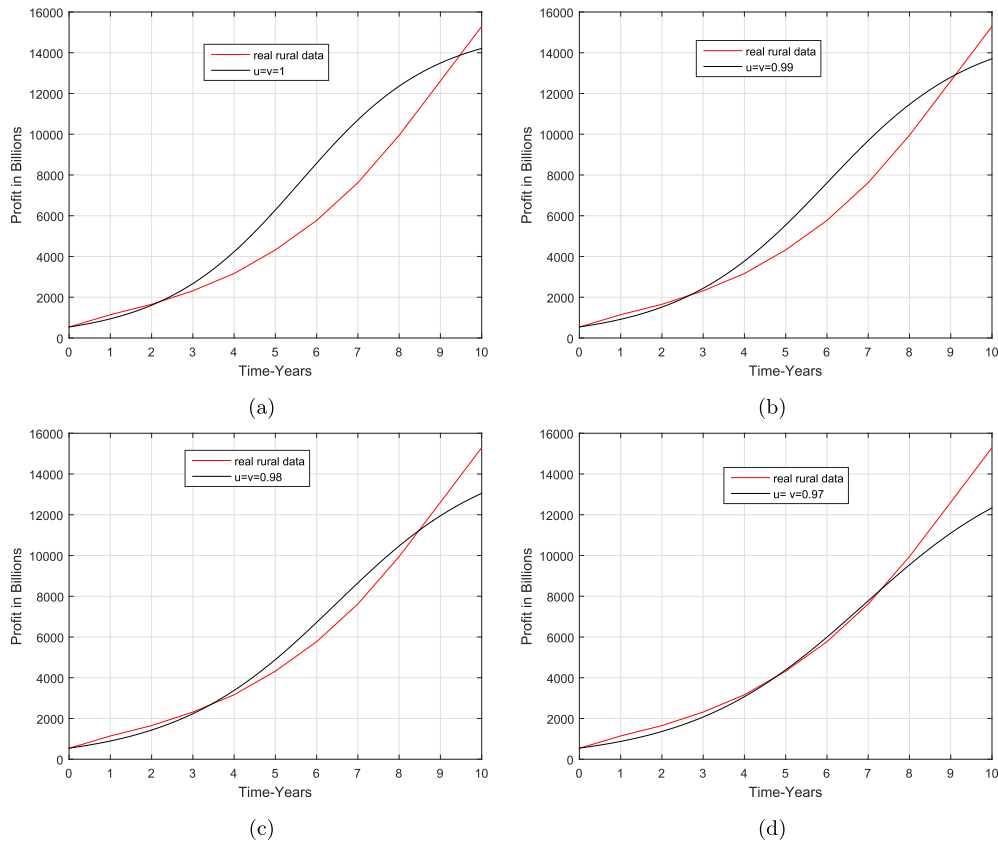 16000
14000
12000
10000
8000
6000
4000
2000
0
Profit in Billions
real rural data
u=v=1
0 1 2 3 4 5 6 7 8 9 10
Time-Years
(a)
16000
14000
12000
10000
8000
6000
4000
2000
0
Profit in Billions
real rural data
u=v=0.99
0 1 2 3 4 5 6 7 8 9 10
Time-Years
(b)
16000
14000
12000
10000
8000
6000
4000
2000
0
Profit in Billions
real rural data
u=v=0.98
0 1 2 3 4 5 6 7 8 9 10
Time-Years
(c)
16000
14000
12000
10000
8000
6000
4000
2000
0
Profit in Billions
real rural data
u= v=0.97
0 1 2 3 4 5 6 7 8 9 10
Time-Years
(d)